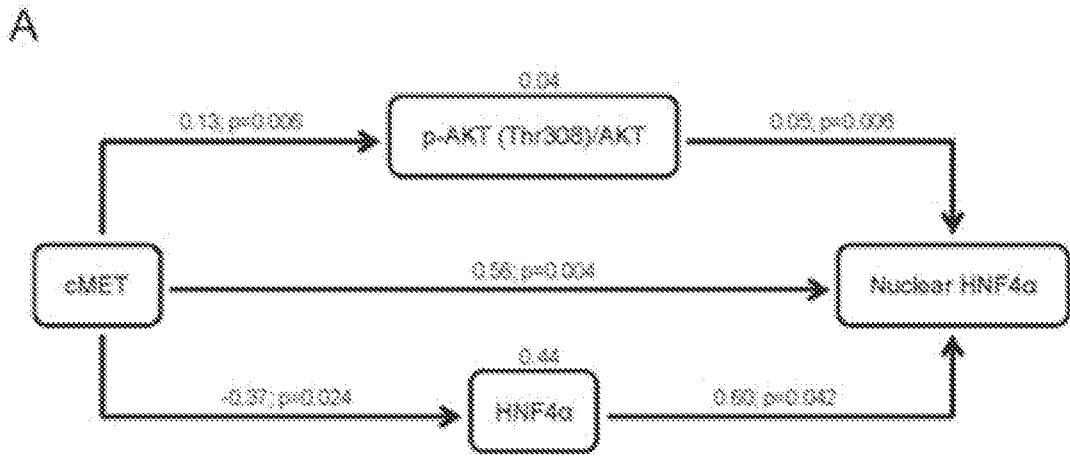 A
0.04
0.13; p=0.006
p-AKT (Thr308)/AKT
0.05; p=0.006
cMET
0.56; p=0.004
Nuclear HNF4α
0.44
-0.37; p=0.024
HNF4α
0.60; p=0.042